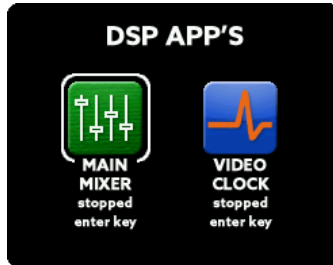 DSP APP'S
MAIN
MIXER
stopped
enter key
VIDEO
CLOCK
stopped
enter key